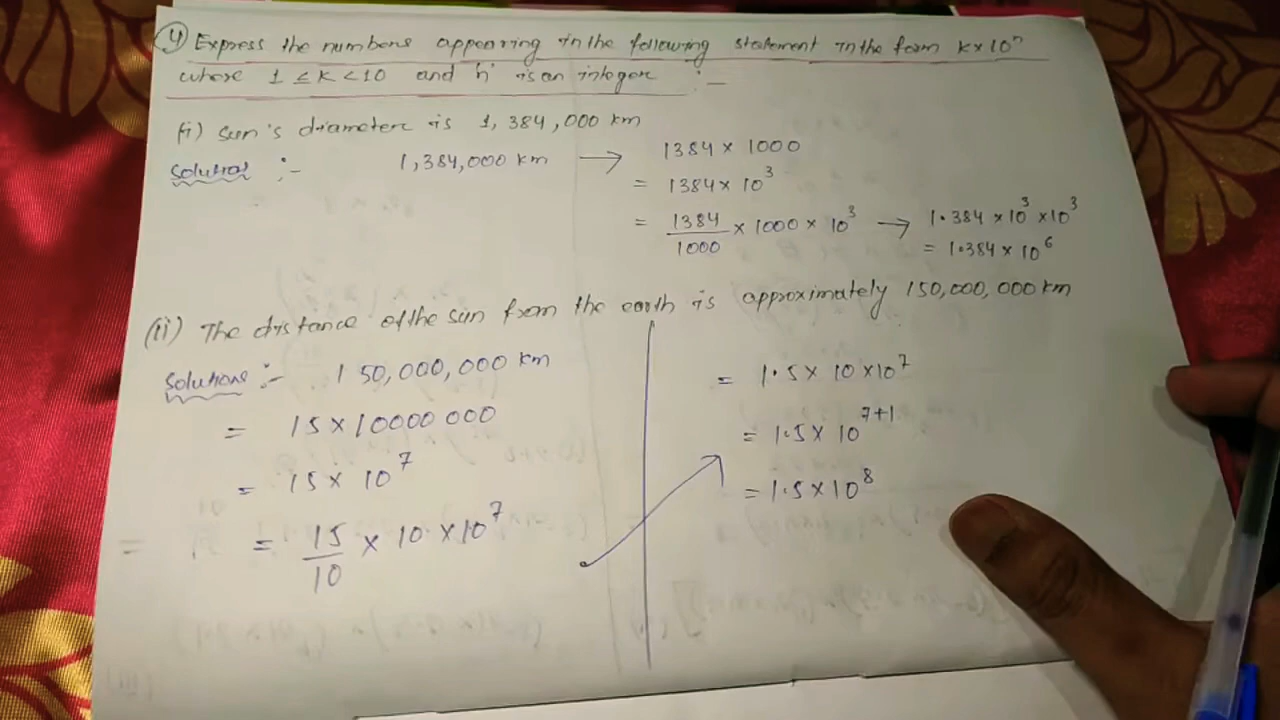 4) Express the numbers appearing in the following statement in the form K×10ⁿ
where 1 ≤ K < 10 and 'n' is an integer :-
(i) Sun's diameter is 1,384,000 km
Solution :- 1,384,000 km → 1384 × 1000
= 1384 × 10³
= 1384/1000 × 1000 × 10³ → 1.384 × 10³ × 10³
= 1.384 × 10⁶
(ii) The distance of the sun from the earth is approximately 150,000,000 km
Solutions :- 150,000,000 km
= 15 × 10000 000
= 15 × 10⁷
= 15/10 × 10 × 10⁷
= 1.5 × 10 × 10⁷
= 1.5 × 10⁷⁺¹
= 1.5 × 10⁸